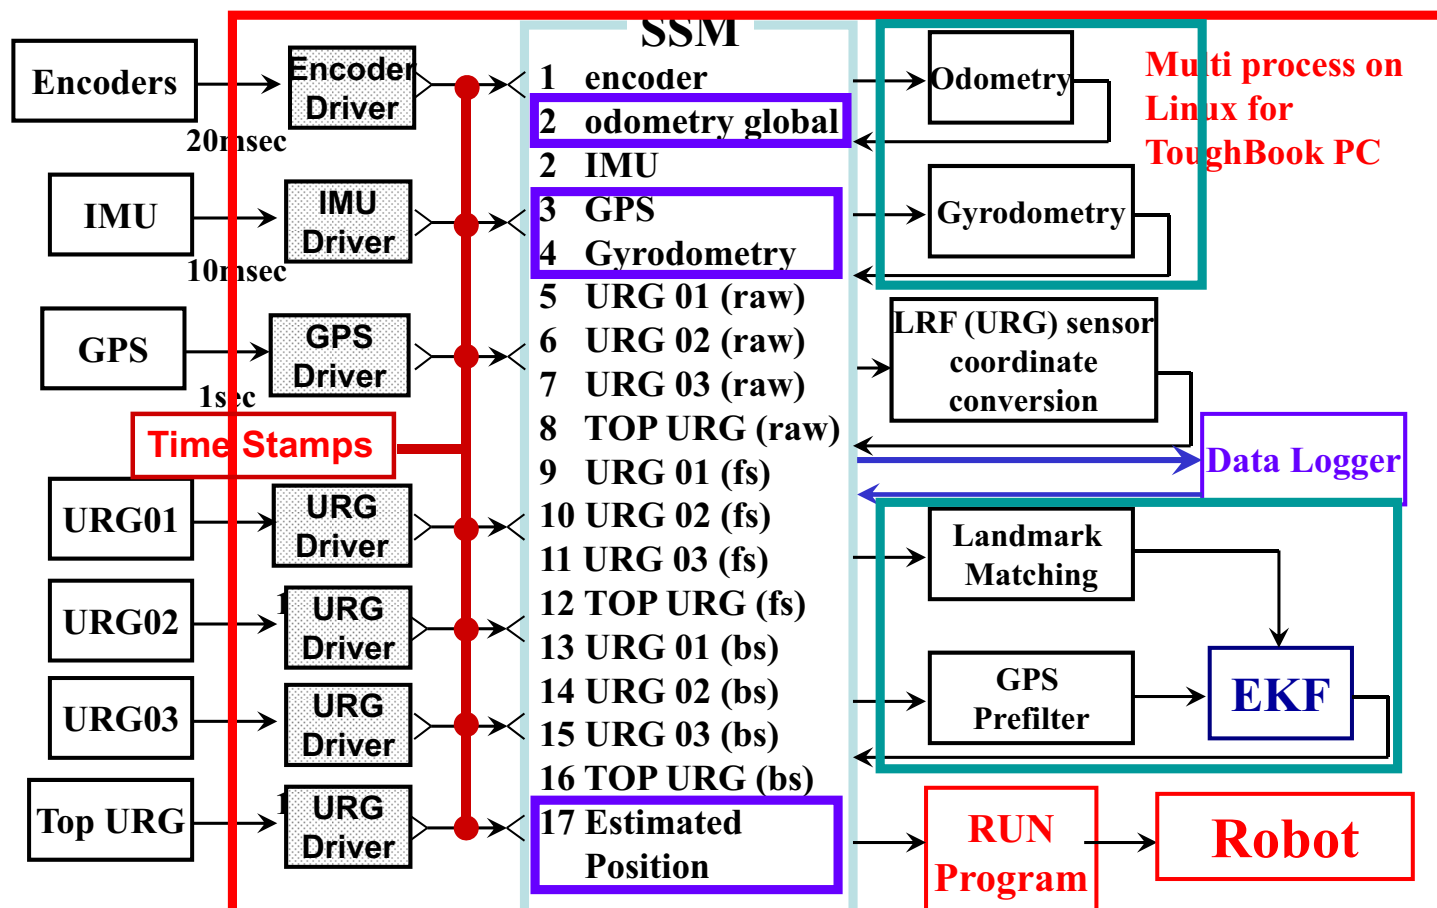 SSM
Encoders
20msec
Encoder
Driver
IMU
10msec
IMU
Driver
GPS
1sec
GPS
Driver
Time Stamps
URG01
URG
Driver
URG02
1
URG
Driver
URG03
URG
Driver
Top URG
1
URG
Driver
1 encoder
2 odometry global
2 IMU
3 GPS
4 Gyrodometry
5 URG 01 (raw)
6 URG 02 (raw)
7 URG 03 (raw)
8 TOP URG (raw)
9 URG 01 (fs)
10 URG 02 (fs)
11 URG 03 (fs)
12 TOP URG (fs)
13 URG 01 (bs)
14 URG 02 (bs)
15 URG 03 (bs)
16 TOP URG (bs)
17 Estimated
Position
Odometry
Gyrodometry
Multi process on
Linux for
ToughBook PC
LRF (URG) sensor
coordinate
conversion
Data Logger
Landmark
Matching
GPS
Prefilter
EKF
RUN
Program
Robot